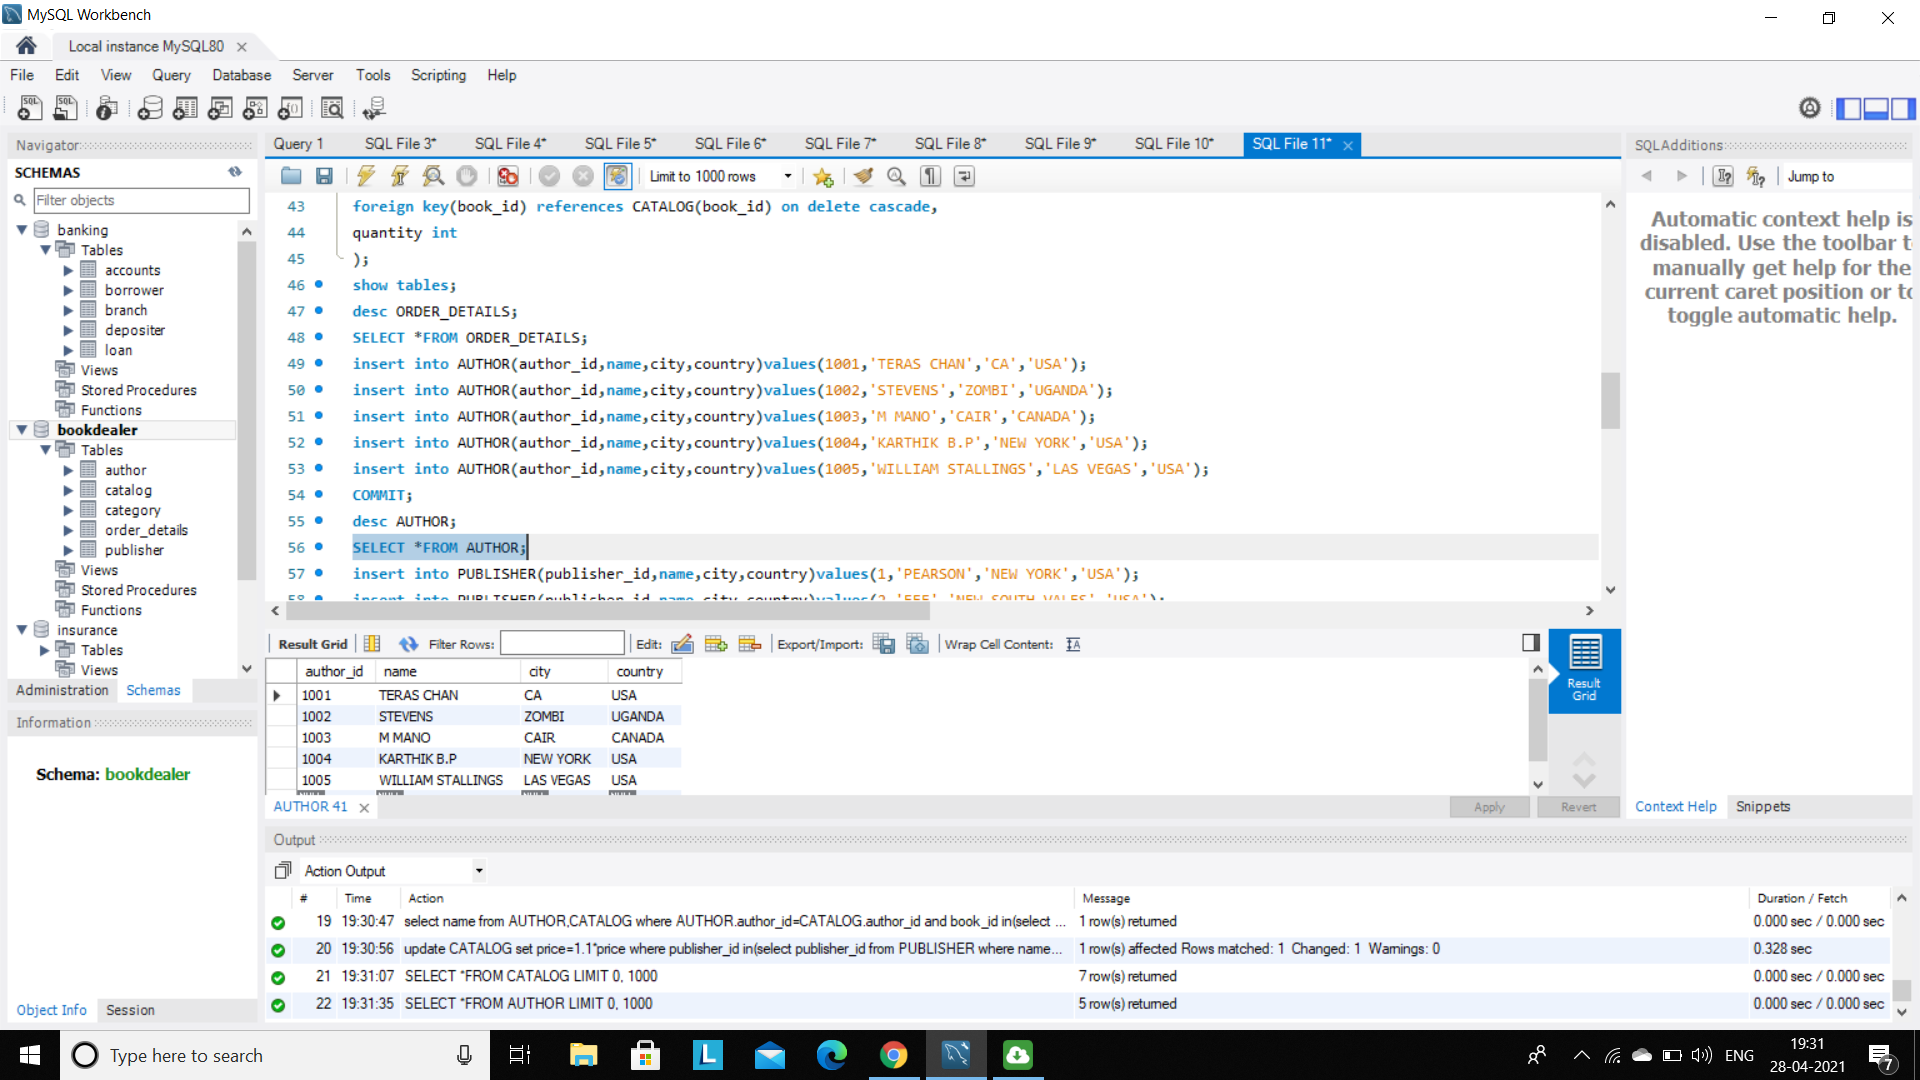 MySQL Workbench
Local instance MySQL80
File Edit View Query Database Server Tools Scripting Help
Navigator
SCHEMAS
Filter objects
banking
Tables
accounts
borrower
branch
depositer
loan
Views
Stored Procedures
Functions
bookdealer
Tables
author
catalog
category
order_details
publisher
Views
Stored Procedures
Functions
insurance
Tables
Views
Administration Schemas
Information
Schema: bookdealer
Object Info Session
Query 1 SQL File 3* SQL File 4* SQL File 5* SQL File 6* SQL File 7* SQL File 8* SQL File 9* SQL File 10* SQL File 11*
Limit to 1000 rows
43 foreign key(book_id) references CATALOG(book_id) on delete cascade,
44 quantity int
45 );
46 show tables;
47 desc ORDER_DETAILS;
48 SELECT *FROM ORDER_DETAILS;
49 insert into AUTHOR(author_id,name,city,country)values(1001,'TERAS CHAN','CA','USA');
50 insert into AUTHOR(author_id,name,city,country)values(1002,'STEVENS','ZOMBI','UGANDA');
51 insert into AUTHOR(author_id,name,city,country)values(1003,'M MANO','CAIR','CANADA');
52 insert into AUTHOR(author_id,name,city,country)values(1004,'KARTHIK B.P','NEW YORK','USA');
53 insert into AUTHOR(author_id,name,city,country)values(1005,'WILLIAM STALLINGS','LAS VEGAS','USA');
54 COMMIT;
55 desc AUTHOR;
56 SELECT *FROM AUTHOR;
57 insert into PUBLISHER(publisher_id,name,city,country)values(1,'PEARSON','NEW YORK','USA');
58 insert into PUBLISHER(publisher_id,name,city,country)values(2,'EEE','NEW SOUTH VALES','USA');
Result Grid Filter Rows: Edit: Export/Import: Wrap Cell Content:
author_id name city country
1001 TERAS CHAN CA USA
1002 STEVENS ZOMBI UGANDA
1003 M MANO CAIR CANADA
1004 KARTHIK B.P NEW YORK USA
1005 WILLIAM STALLINGS LAS VEGAS USA
NULL NULL NULL NULL
Result
Grid
AUTHOR 41
Apply Revert
SQLAdditions
Jump to
Automatic context help is
disabled. Use the toolbar t
manually get help for the
current caret position or to
toggle automatic help.
Context Help Snippets
Output
Action Output
# Time Action Message Duration / Fetch
19 19:30:47 select name from AUTHOR,CATALOG where AUTHOR.author_id=CATALOG.author_id and book_id in(select ... 1 row(s) returned 0.000 sec / 0.000 sec
20 19:30:56 update CATALOG set price=1.1*price where publisher_id in(select publisher_id from PUBLISHER where name... 1 row(s) affected Rows matched: 1 Changed: 1 Warnings: 0 0.328 sec
21 19:31:07 SELECT *FROM CATALOG LIMIT 0, 1000 7 row(s) returned 0.000 sec / 0.000 sec
22 19:31:35 SELECT *FROM AUTHOR LIMIT 0, 1000 5 row(s) returned 0.000 sec / 0.000 sec
Type here to search
ENG
19:31
28-04-2021
7